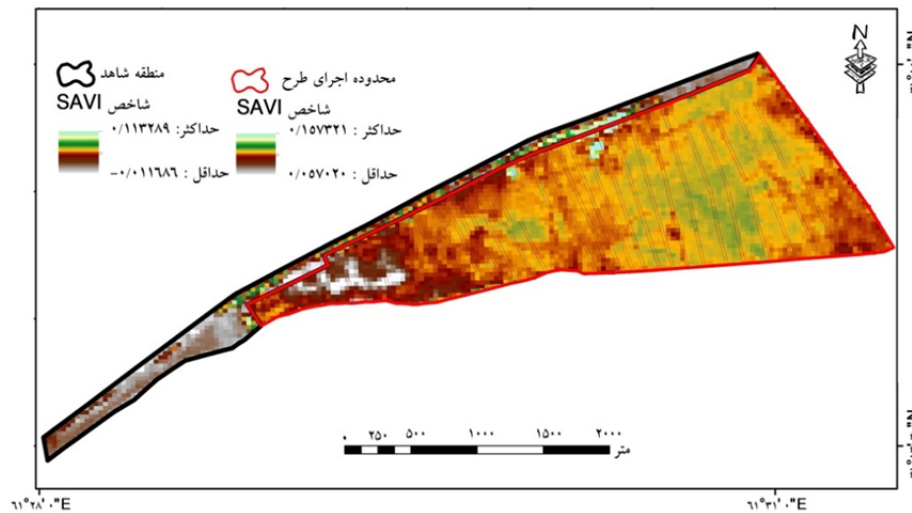 N
منطقه شاهد
شاخص SAVI
حداکثر: ۰/۱۱۳۲۸۹
حداقل : ۰/۰۱۱۶۸۶-
محدوده اجرای طرح
شاخص SAVI
حداکثر: ۰/۱۵۷۳۲۱
حداقل : ۰/۰۵۷۰۲۰
۰ ۲۵۰ ۵۰۰ ۱۰۰۰ ۱۵۰۰ ۲۰۰۰
متر
۶۱°۲۸'۰"E
۶۱°۳۱'۰"E